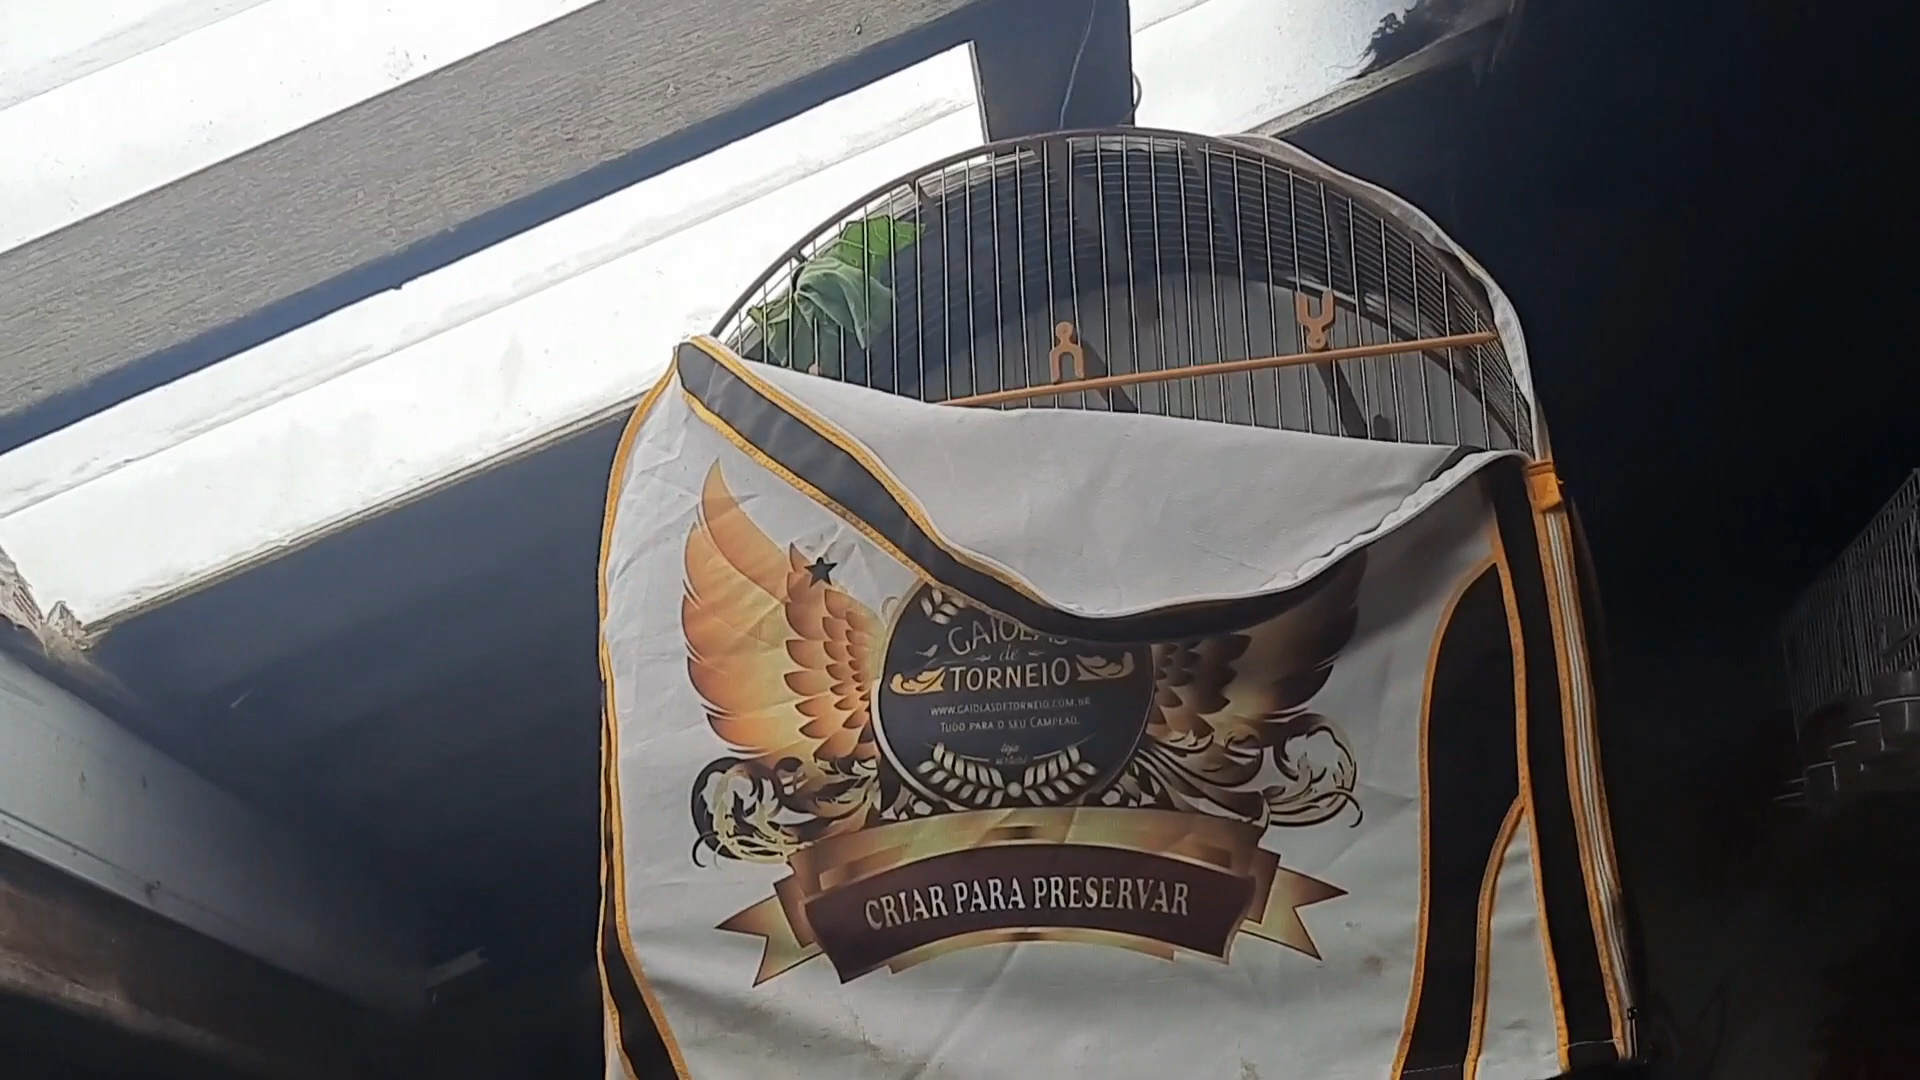 GAIOLAS
de
TORNEIO
WWW.GAIOLASDETORNEIO.COM.BR
TUDO PARA O SEU CAMPEÃO.
CRIAR PARA PRESERVAR